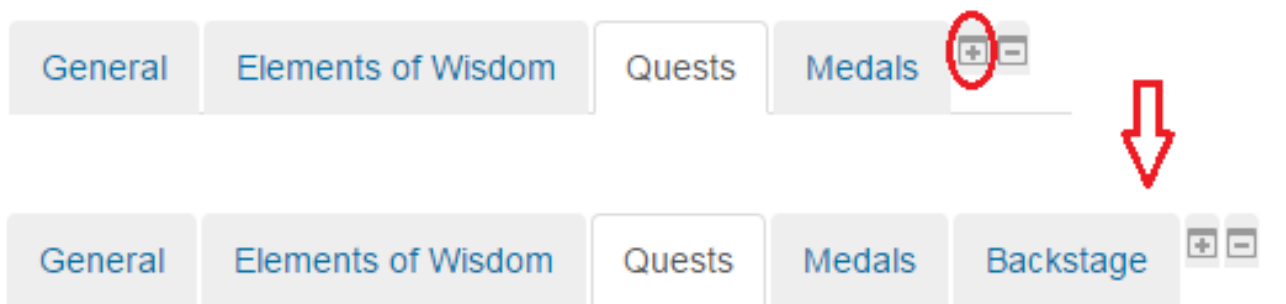 General Elements of Wisdom Quests Medals
General Elements of Wisdom Quests Medals Backstage